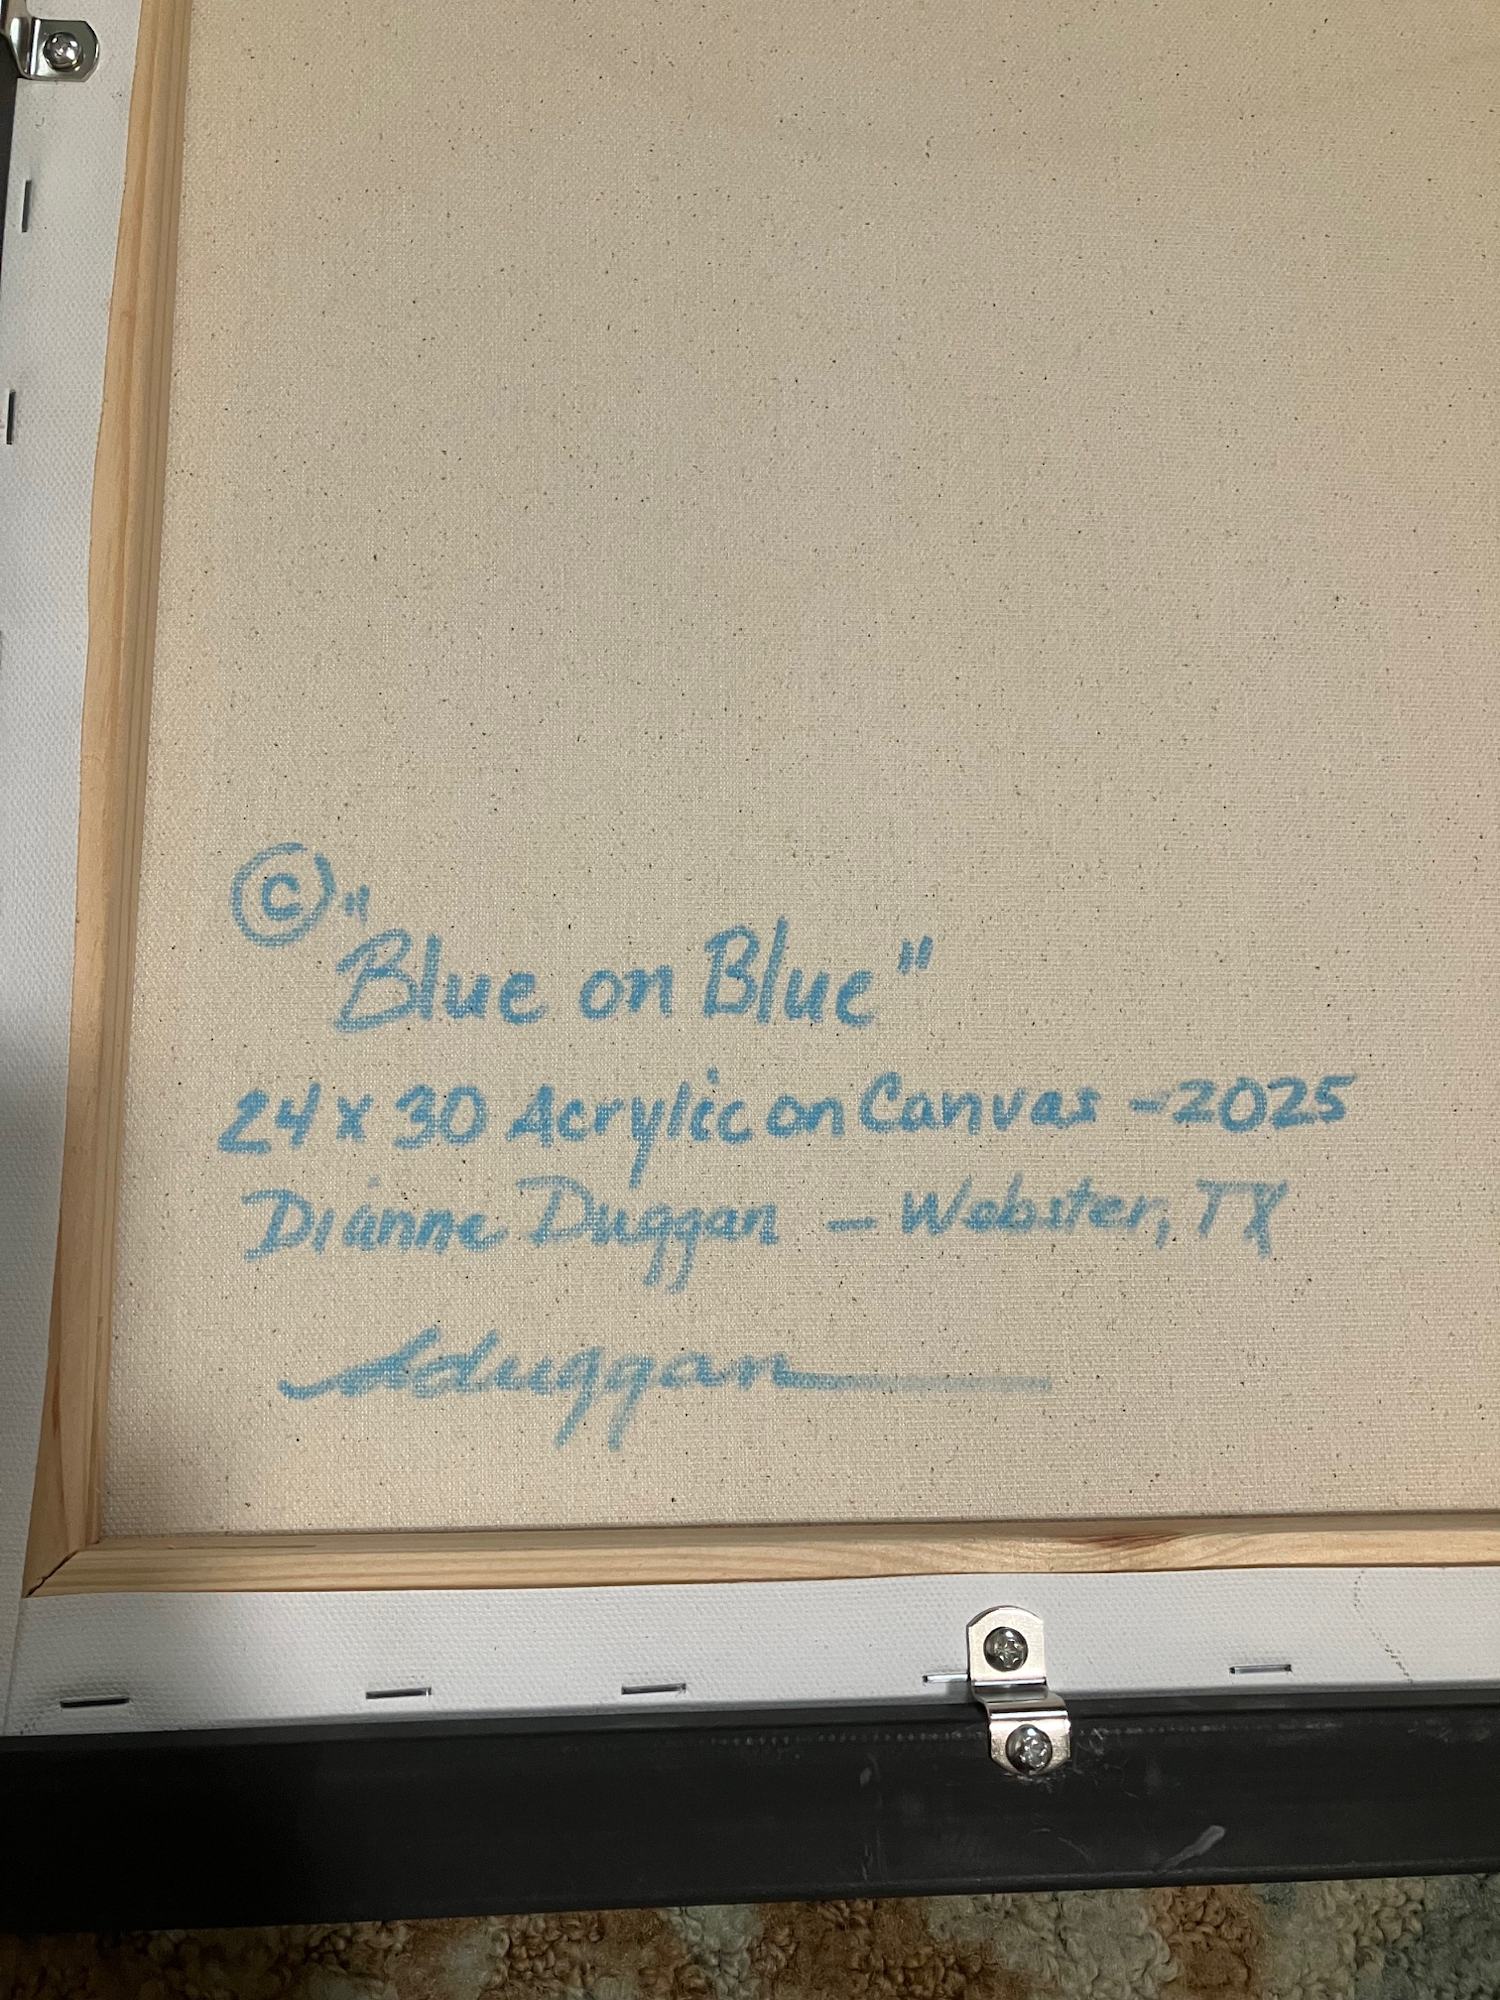 ©
"Blue on Blue"
24 x 30 Acrylic on Canvas - 2025
Dianne Duggan — Webster, TX
dduggan